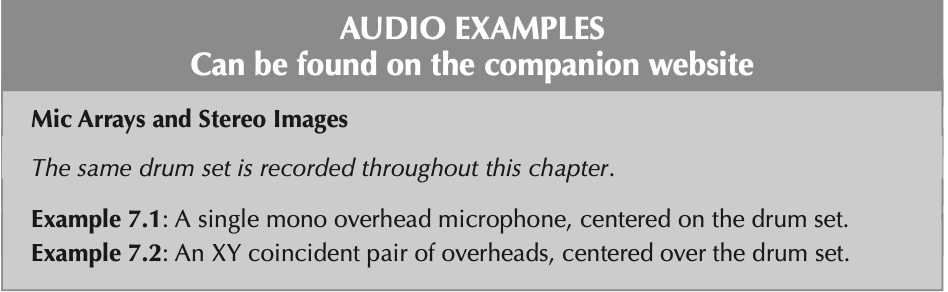 AUDIO EXAMPLES
Can be found on the companion website
Mic Arrays and Stereo Images
The same drum set is recorded throughout this chapter.
Example 7.1: A single mono overhead microphone, centered on the drum set.
Example 7.2: An XY coincident pair of overheads, centered over the drum set.